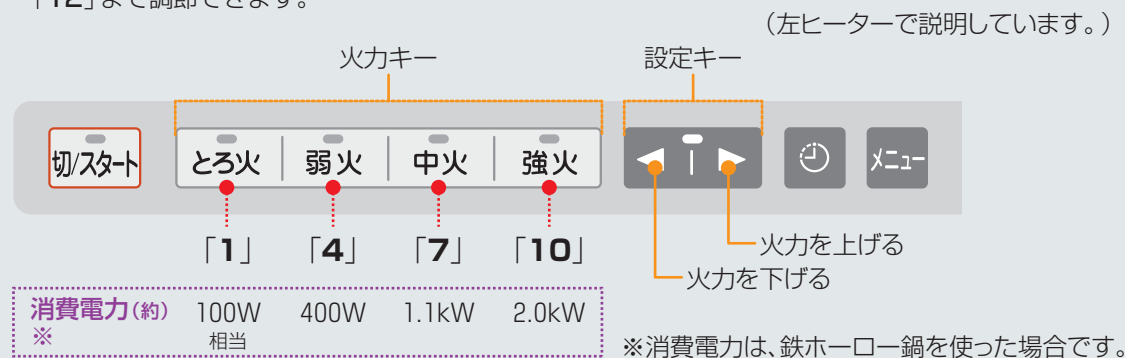 「12」まで調節できます。
（左ヒーターで説明しています。）
火力キー 設定キー
切/スタート とろ火 弱火 中火 強火 メニュー
「1」 「4」 「7」 「10」
火力を上げる
火力を下げる
消費電力(約) 100W 400W 1.1kW 2.0kW
※ 相当
※消費電力は、鉄ホーロー鍋を使った場合です。